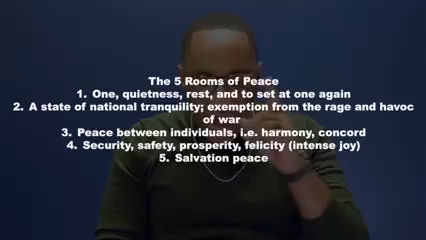 The 5 Rooms of Peace
1. One, quietness, rest, and to set at one again
2. A state of national tranquility; exemption from the rage and havoc
of war
3. Peace between individuals, i.e. harmony, concord
4. Security, safety, prosperity, felicity (intense joy)
5. Salvation peace